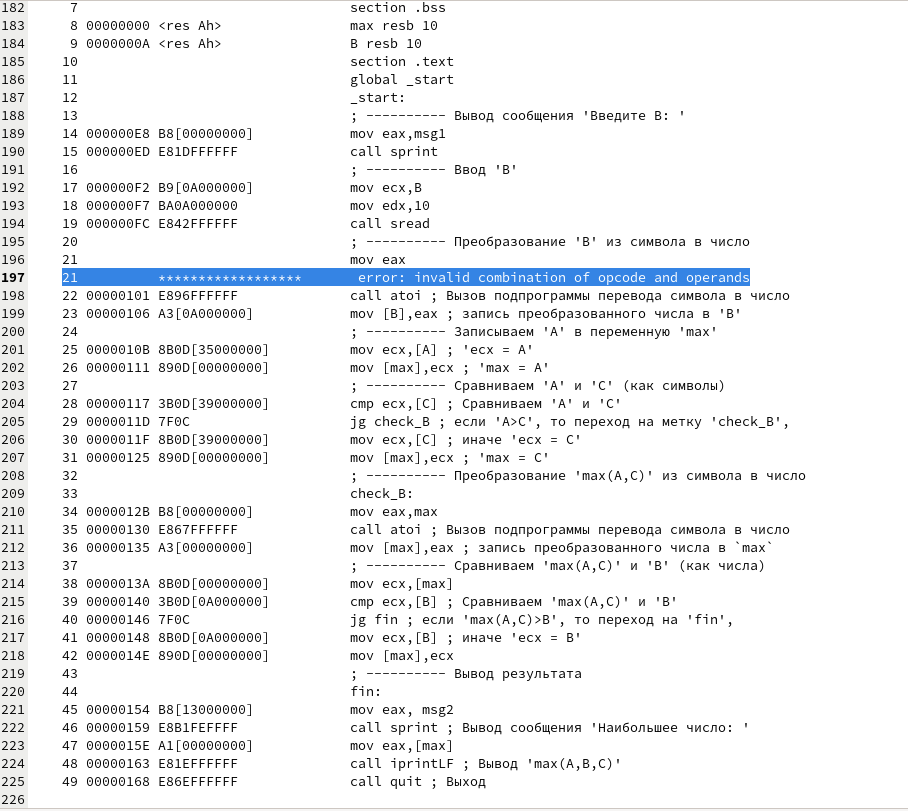 182 7 section .bss
183 8 00000000 <res Ah> max resb 10
184 9 0000000A <res Ah> B resb 10
185 10 section .text
186 11 global _start
187 12 _start:
188 13 ; ---------- Вывод сообщения 'Введите B: '
189 14 000000E8 B8[00000000] mov eax,msg1
190 15 000000ED E81DFFFFFF call sprint
191 16 ; ---------- Ввод 'B'
192 17 000000F2 B9[0A000000] mov ecx,B
193 18 000000F7 BA0A000000 mov edx,10
194 19 000000FC E842FFFFFF call sread
195 20 ; ---------- Преобразование 'B' из символа в число
196 21 mov eax
197 21 ****************** error: invalid combination of opcode and operands
198 22 00000101 E896FFFFFF call atoi ; Вызов подпрограммы перевода символа в число
199 23 00000106 A3[0A000000] mov [B],eax ; запись преобразованного числа в 'B'
200 24 ; ---------- Записываем 'A' в переменную 'max'
201 25 0000010B 8B0D[35000000] mov ecx,[A] ; 'ecx = A'
202 26 00000111 890D[00000000] mov [max],ecx ; 'max = A'
203 27 ; ---------- Сравниваем 'A' и 'C' (как символы)
204 28 00000117 3B0D[39000000] cmp ecx,[C] ; Сравниваем 'A' и 'C'
205 29 0000011D 7F0C jg check_B ; если 'A>C', то переход на метку 'check_B',
206 30 0000011F 8B0D[39000000] mov ecx,[C] ; иначе 'ecx = C'
207 31 00000125 890D[00000000] mov [max],ecx ; 'max = C'
208 32 ; ---------- Преобразование 'max(A,C)' из символа в число
209 33 check_B:
210 34 0000012B B8[00000000] mov eax,max
211 35 00000130 E867FFFFFF call atoi ; Вызов подпрограммы перевода символа в число
212 36 00000135 A3[00000000] mov [max],eax ; запись преобразованного числа в `max`
213 37 ; ---------- Сравниваем 'max(A,C)' и 'B' (как числа)
214 38 0000013A 8B0D[00000000] mov ecx,[max]
215 39 00000140 3B0D[0A000000] cmp ecx,[B] ; Сравниваем 'max(A,C)' и 'B'
216 40 00000146 7F0C jg fin ; если 'max(A,C)>B', то переход на 'fin',
217 41 00000148 8B0D[0A000000] mov ecx,[B] ; иначе 'ecx = B'
218 42 0000014E 890D[00000000] mov [max],ecx
219 43 ; ---------- Вывод результата
220 44 fin:
221 45 00000154 B8[13000000] mov eax, msg2
222 46 00000159 E8B1FEFFFF call sprint ; Вывод сообщения 'Наибольшее число: '
223 47 0000015E A1[00000000] mov eax,[max]
224 48 00000163 E81EFFFFFF call iprintLF ; Вывод 'max(A,B,C)'
225 49 00000168 E86EFFFFFF call quit ; Выход
226